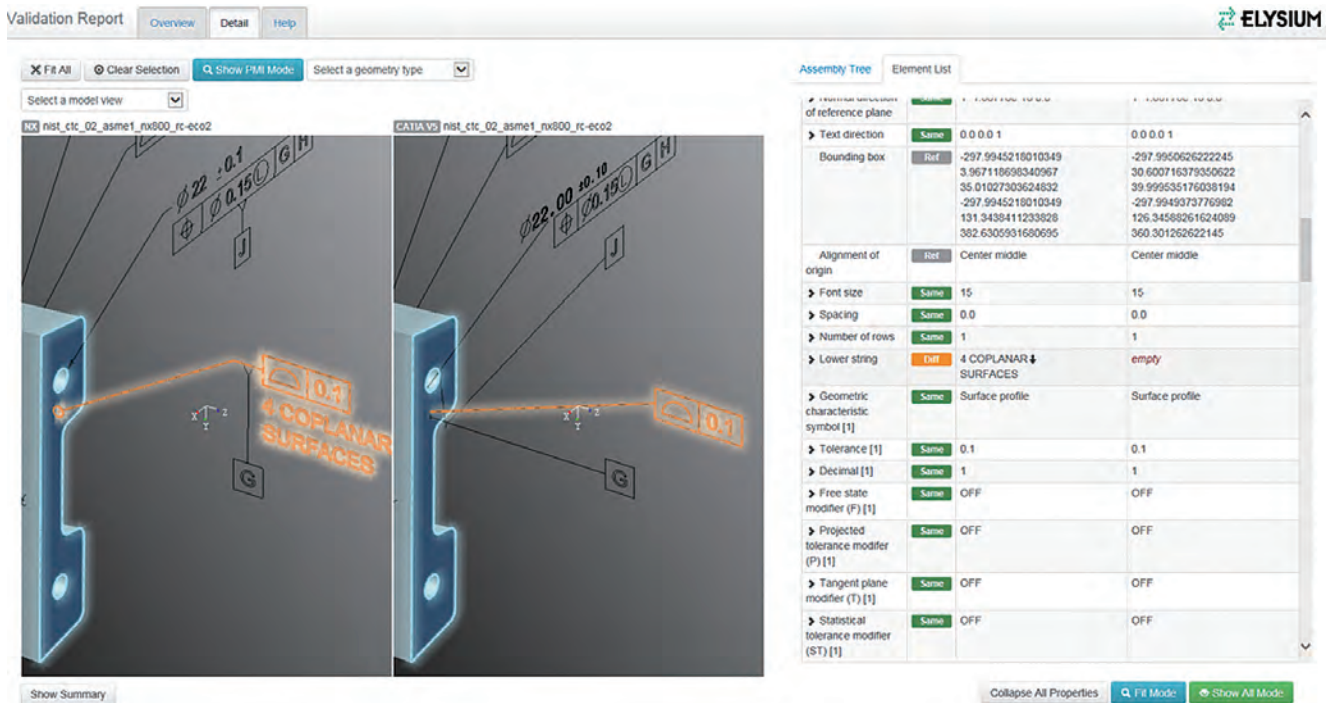 Validation Report
Overview
Detail
Help
ELYSIUM
Fit All
Clear Selection
Show PMI Mode
Select a geometry type
Select a model view
NX nist_ctc_02_asme1_nx800_rc-eco2
CATIA V5 nist_ctc_02_asme1_nx800_rc-eco2
Ø 22 ±0.1
Ø 0.15 Ⓛ G H
J
0.1
4 COPLANAR
SURFACES
G
X Z
Y
Ø22.00 ±0.10
Ø0.15 Ⓛ G H
J
0.1
G
X Z
Y
Show Summary
Assembly Tree
Element List
of reference plane
Text direction Same 0 0 0.0 1 0 0 0.0 1
Bounding box Ref -297.9945218010349 -297.9950626222245
3.967118698340967 30.600716379350622
35.01027303624832 39.999535176038194
-297.9945218010349 -297.9949373776982
131.3438411233828 126.34588261624089
382.6305931680695 360.301262622145
Alignment of Ref Center middle Center middle
origin
Font size Same 15 15
Spacing Same 0.0 0.0
Number of rows Same 1 1
Lower string Diff 4 COPLANAR⬇ empty
SURFACES
Geometric Same Surface profile Surface profile
characteristic
symbol [1]
Tolerance [1] Same 0.1 0.1
Decimal [1] Same 1 1
Free state Same OFF OFF
modifier (F) [1]
Projected Same OFF OFF
tolerance modifer
(P) [1]
Tangent plane Same OFF OFF
modifier (T) [1]
Statistical Same OFF OFF
tolerance modifier
(ST) [1]
Collapse All Properties
Fit Mode
Show All Mode